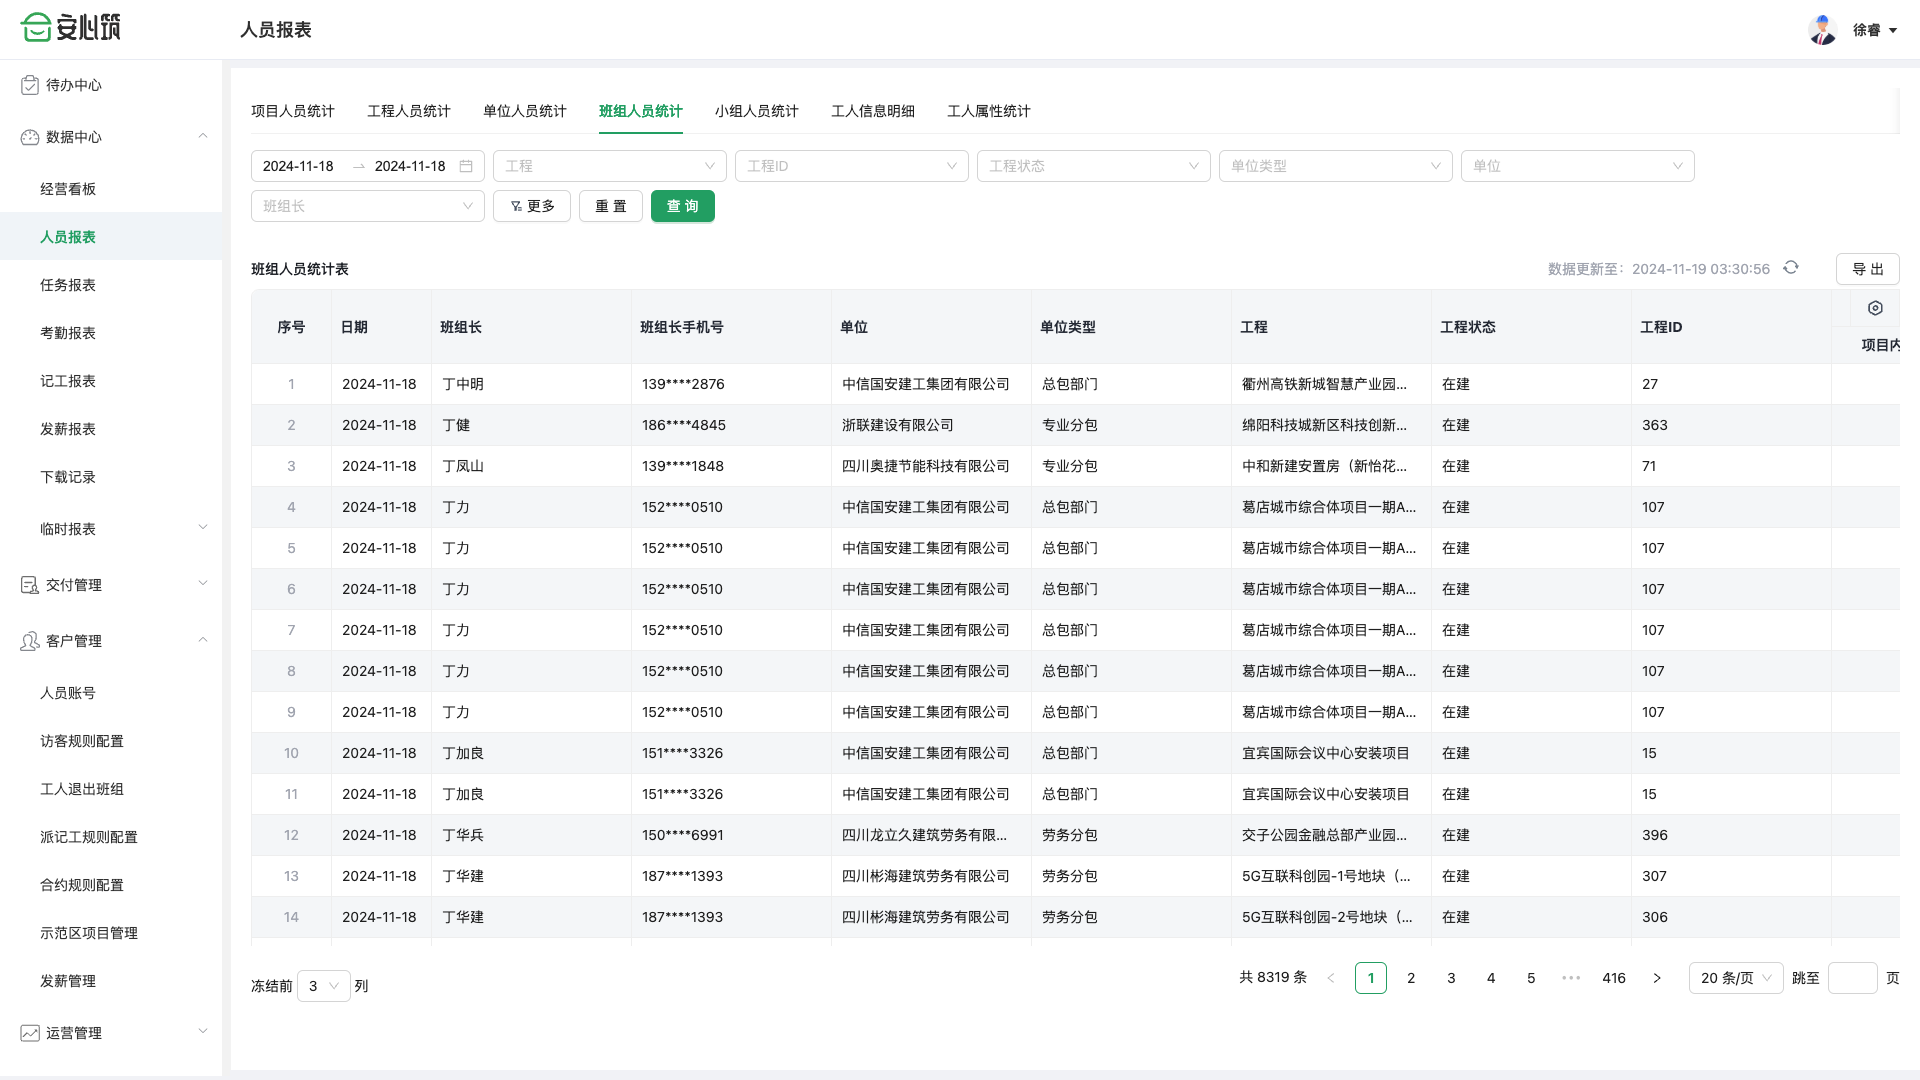 安心筑
人员报表
徐睿
待办中心
数据中心
经营看板
人员报表
任务报表
考勤报表
记工报表
发薪报表
下载记录
临时报表
交付管理
客户管理
人员账号
访客规则配置
工人退出班组
派记工规则配置
合约规则配置
示范区项目管理
发薪管理
运营管理
项目人员统计 工程人员统计 单位人员统计 班组人员统计 小组人员统计 工人信息明细 工人属性统计
2024-11-18 → 2024-11-18 工程 工程ID 工程状态 单位类型 单位
班组长 更多 重 置 查 询
班组人员统计表 数据更新至：2024-11-19 03:30:56 导 出
序号 日期 班组长 班组长手机号 单位 单位类型 工程 工程状态 工程ID
项目内
1 2024-11-18 丁中明 139****2876 中信国安建工集团有限公司 总包部门 衢州高铁新城智慧产业园... 在建 27
2 2024-11-18 丁健 186****4845 浙联建设有限公司 专业分包 绵阳科技城新区科技创新... 在建 363
3 2024-11-18 丁凤山 139****1848 四川奥捷节能科技有限公司 专业分包 中和新建安置房（新怡花... 在建 71
4 2024-11-18 丁力 152****0510 中信国安建工集团有限公司 总包部门 葛店城市综合体项目一期A... 在建 107
5 2024-11-18 丁力 152****0510 中信国安建工集团有限公司 总包部门 葛店城市综合体项目一期A... 在建 107
6 2024-11-18 丁力 152****0510 中信国安建工集团有限公司 总包部门 葛店城市综合体项目一期A... 在建 107
7 2024-11-18 丁力 152****0510 中信国安建工集团有限公司 总包部门 葛店城市综合体项目一期A... 在建 107
8 2024-11-18 丁力 152****0510 中信国安建工集团有限公司 总包部门 葛店城市综合体项目一期A... 在建 107
9 2024-11-18 丁力 152****0510 中信国安建工集团有限公司 总包部门 葛店城市综合体项目一期A... 在建 107
10 2024-11-18 丁加良 151****3326 中信国安建工集团有限公司 总包部门 宜宾国际会议中心安装项目 在建 15
11 2024-11-18 丁加良 151****3326 中信国安建工集团有限公司 总包部门 宜宾国际会议中心安装项目 在建 15
12 2024-11-18 丁华兵 150****6991 四川龙立久建筑劳务有限... 劳务分包 交子公园金融总部产业园... 在建 396
13 2024-11-18 丁华建 187****1393 四川彬海建筑劳务有限公司 劳务分包 5G互联科创园-1号地块（... 在建 307
14 2024-11-18 丁华建 187****1393 四川彬海建筑劳务有限公司 劳务分包 5G互联科创园-2号地块（... 在建 306
冻结前 3 列 共 8319 条 < 1 2 3 4 5 ••• 416 > 20 条/页 跳至 页